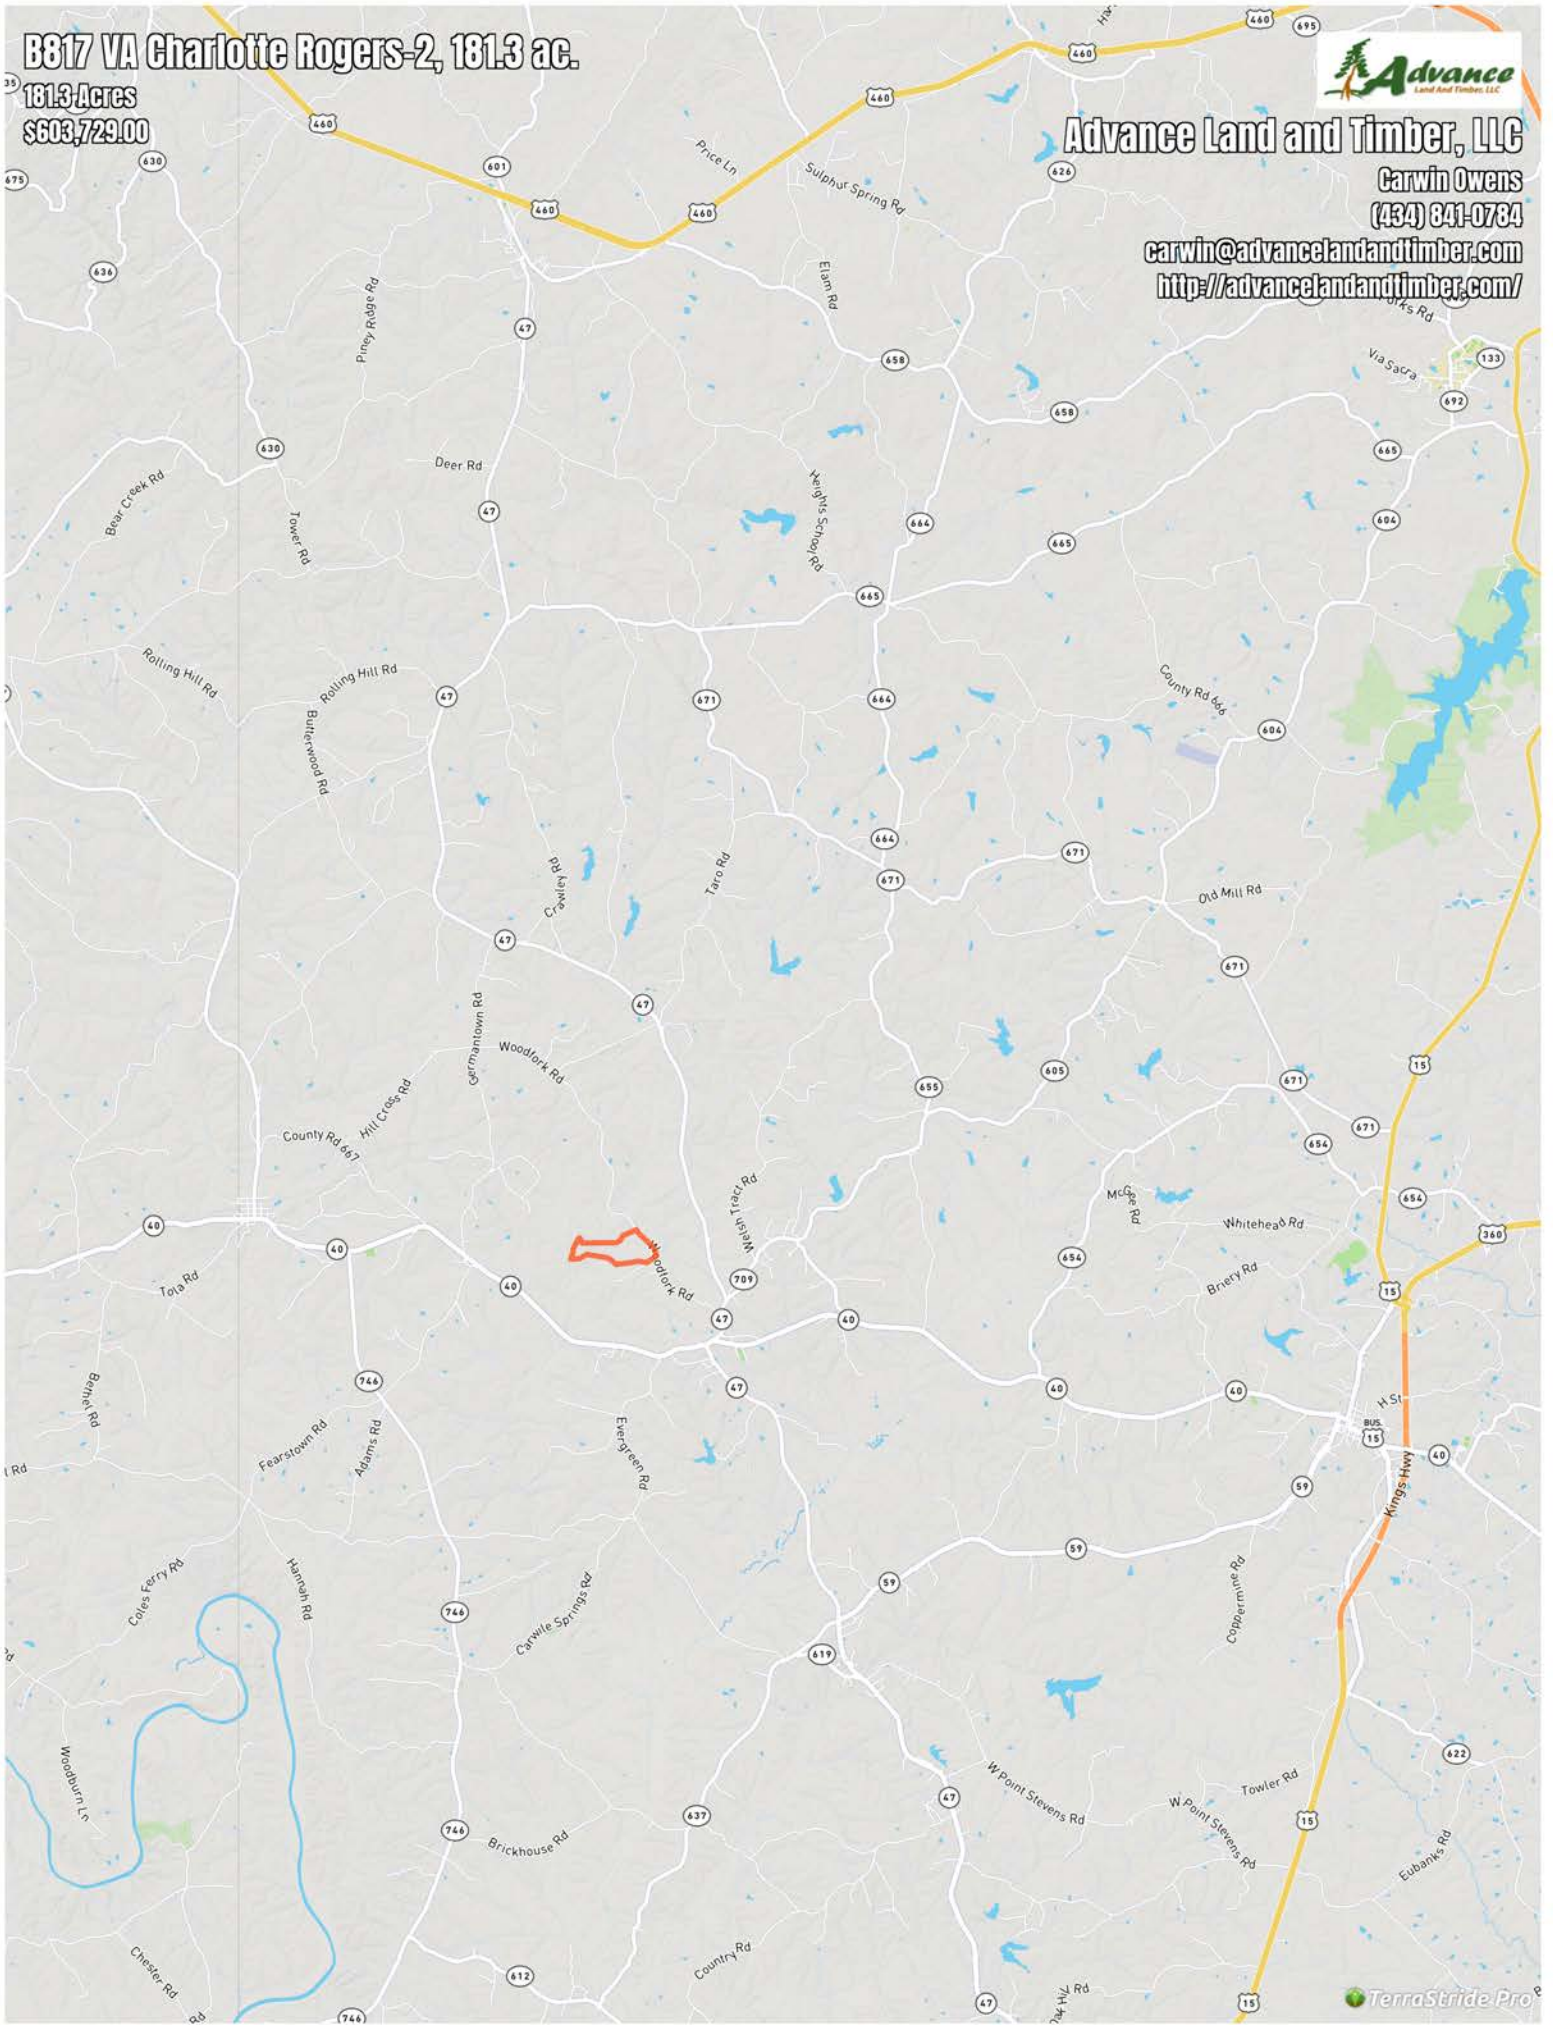 B817 VA Charlotte Rogers-2, 181.3 ac.
181.3 Acres
$603,729.00
Advance
Land And Timber, LLC
Advance Land and Timber, LLC
Carwin Owens
(434) 841-0784
carwin@advancelandandtimber.com
http://advancelandandtimber.com/
460
695
460
460
35
460
630
675
601
Price Ln
Sulphur Spring Rd
626
460
460
636
Piney Ridge Rd
Elam Rd
47
658
Via Sacra
133
692
658
630
Deer Rd
665
Bear Creek Rd
Tower Rd
47
Heights School Rd
664
604
665
665
Rolling Hill Rd
Rolling Hill Rd
47
671
664
County Rd 666
604
Butterwood Rd
664
671
671
Crawley Rd
Taro Rd
Old Mill Rd
47
671
47
Germantown Rd
Woodfork Rd
Hill Cross Rd
County Rd 667
655
605
15
671
671
654
654
Welsh Tract Rd
McGee Rd
Whitehead Rd
360
40
40
Tola Rd
40
Woodfork Rd
709
654
Briery Rd
15
47
40
746
47
40
40
H St
BUS.
15
40
Bethel Rd
Fearstown Rd
Adams Rd
Evergreen Rd
Kings Hwy
59
t Rd
59
59
Coles Ferry Rd
Hannah Rd
746
Carwile Springs Rd
Coppermine Rd
619
Rd
Woodburn Ln
622
W Point Stevens Rd
Towler Rd
47
W Point Stevens Rd
15
637
746
Brickhouse Rd
Eubanks Rd
Chester Rd
612
Country Rd
47
15
Rd
746
TerraStride Pro